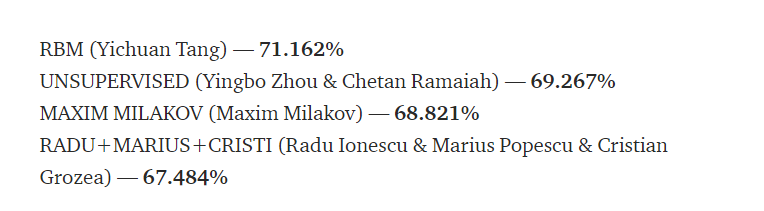 RBM (Yichuan Tang) — 71.162%
UNSUPERVISED (Yingbo Zhou & Chetan Ramaiah) — 69.267%
MAXIM MILAKOV (Maxim Milakov) — 68.821%
RADU+MARIUS+CRISTI (Radu Ionescu & Marius Popescu & Cristian
Grozea) — 67.484%